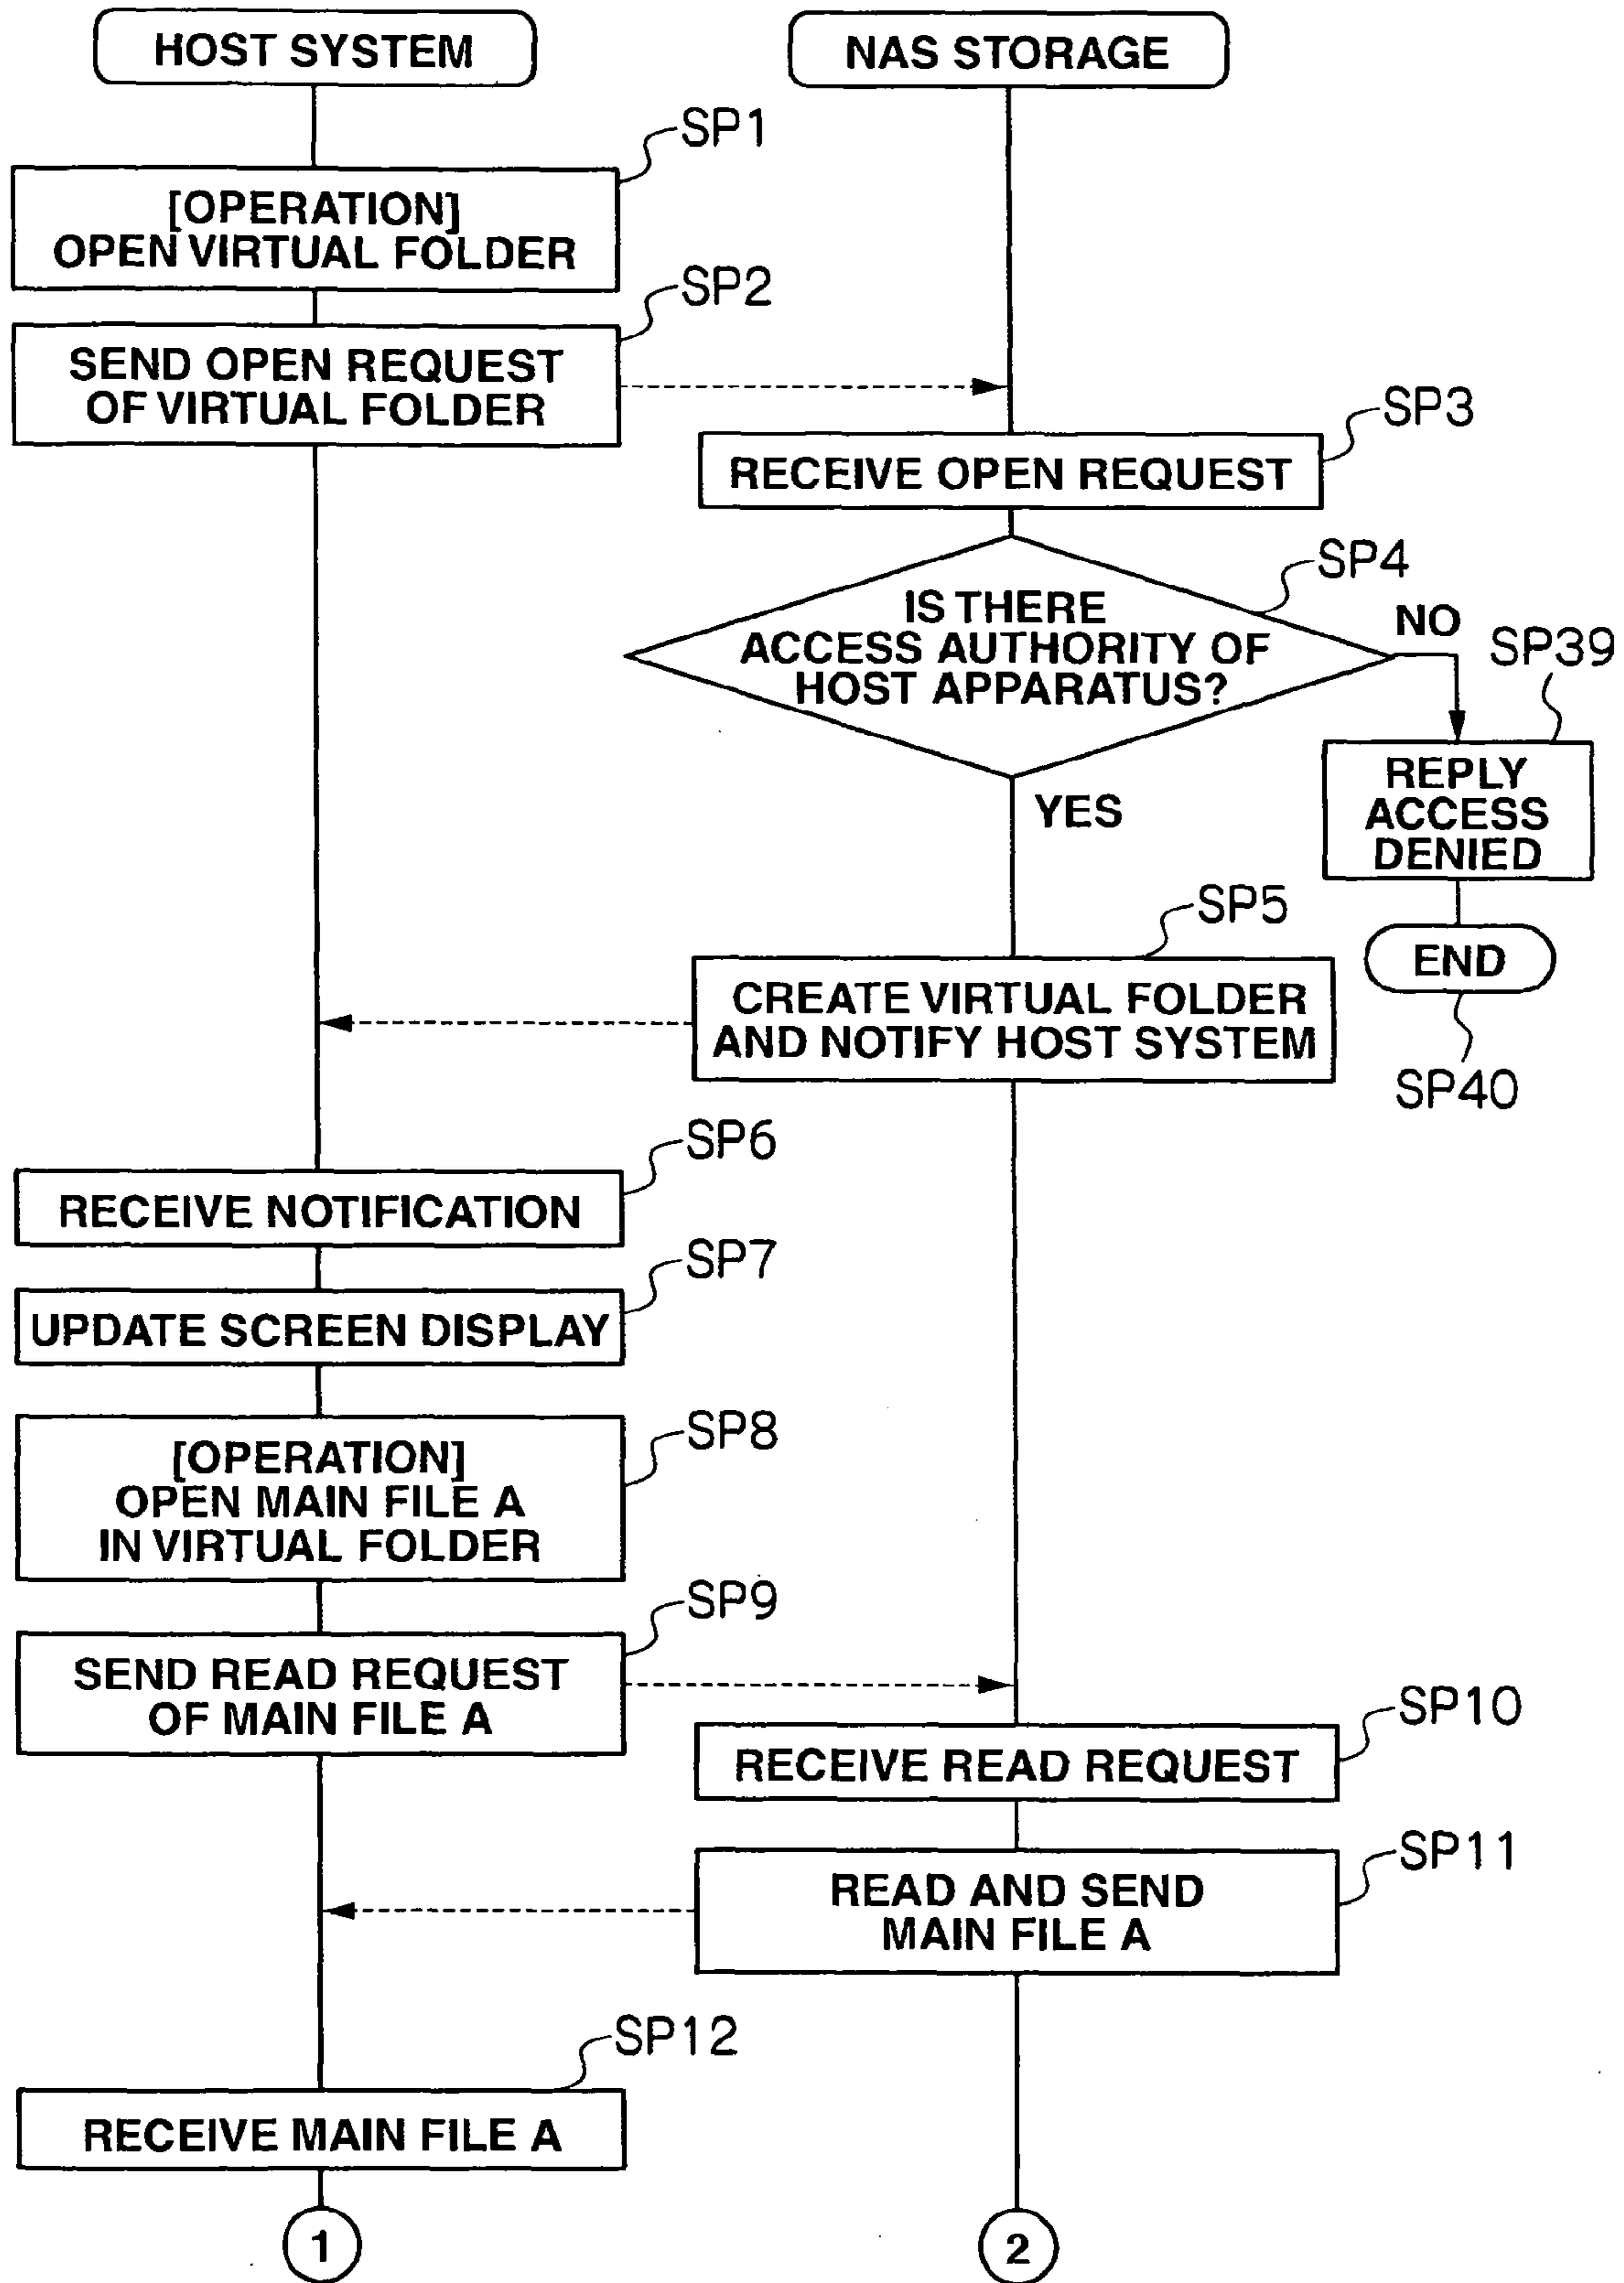 HOST SYSTEM
NAS STORAGE
SP1
[OPERATION]
OPEN VIRTUAL FOLDER
SP2
SEND OPEN REQUEST
OF VIRTUAL FOLDER
SP3
RECEIVE OPEN REQUEST
SP4
IS THERE
ACCESS AUTHORITY OF
HOST APPARATUS?
NO
SP39
REPLY
ACCESS
DENIED
YES
END
SP40
SP5
CREATE VIRTUAL FOLDER
AND NOTIFY HOST SYSTEM
SP6
RECEIVE NOTIFICATION
SP7
UPDATE SCREEN DISPLAY
SP8
[OPERATION]
OPEN MAIN FILE A
IN VIRTUAL FOLDER
SP9
SEND READ REQUEST
OF MAIN FILE A
SP10
RECEIVE READ REQUEST
SP11
READ AND SEND
MAIN FILE A
SP12
RECEIVE MAIN FILE A
1
2